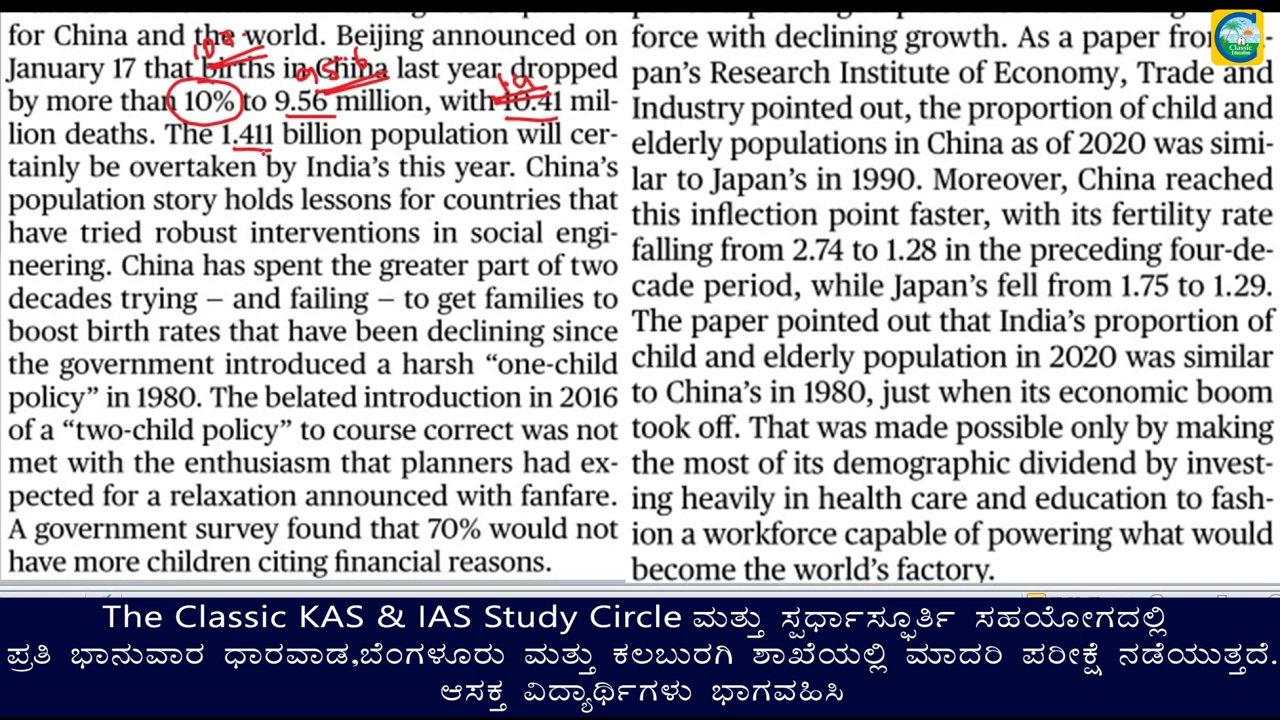 for China and the world. Beijing announced on
January 17 that births in China last year dropped
by more than 10% to 9.56 million, with 10.41 mil-
lion deaths. The 1.411 billion population will cer-
tainly be overtaken by India's this year. China's
population story holds lessons for countries that
have tried robust interventions in social engi-
neering. China has spent the greater part of two
decades trying – and failing – to get families to
boost birth rates that have been declining since
the government introduced a harsh “one-child
policy” in 1980. The belated introduction in 2016
of a “two-child policy” to course correct was not
met with the enthusiasm that planners had ex-
pected for a relaxation announced with fanfare.
A government survey found that 70% would not
have more children citing financial reasons.
force with declining growth. As a paper from
pan's Research Institute of Economy, Trade and
Industry pointed out, the proportion of child and
elderly populations in China as of 2020 was simi-
lar to Japan's in 1990. Moreover, China reached
this inflection point faster, with its fertility rate
falling from 2.74 to 1.28 in the preceding four-de-
cade period, while Japan's fell from 1.75 to 1.29.
The paper pointed out that India's proportion of
child and elderly population in 2020 was similar
to China's in 1980, just when its economic boom
took off. That was made possible only by making
the most of its demographic dividend by invest-
ing heavily in health care and education to fash-
ion a workforce capable of powering what would
become the world's factory.
Classic
Education
The Classic KAS & IAS Study Circle ಮತ್ತು ಸ್ಪರ್ಧಾಸ್ಫೂರ್ತಿ ಸಹಯೋಗದಲ್ಲಿ
ಪ್ರತಿ ಭಾನುವಾರ ಧಾರವಾಡ,ಬೆಂಗಳೂರು ಮತ್ತು ಕಲಬುರಗಿ ಶಾಖೆಯಲ್ಲಿ ಮಾದರಿ ಪರೀಕ್ಷೆ ನಡೆಯುತ್ತದೆ.
ಆಸಕ್ತ ವಿದ್ಯಾರ್ಥಿಗಳು ಭಾಗವಹಿಸಿ